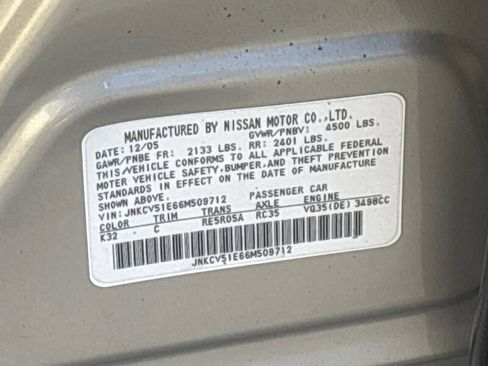 MANUFACTURED BY NISSAN MOTOR CO.,LTD.
DATE: 12/05 GVWR/PNBV: 4500 LBS.
GAWR/PNBE FR: 2133 LBS. RR: 2401 LBS.
THIS VEHICLE CONFORMS TO ALL APPLICABLE FEDERAL
MOTOR VEHICLE SAFETY,BUMPER,AND THEFT PREVENTION
STANDARDS IN EFFECT ON THE DATE OF MANUFACTURE
SHOWN ABOVE.
VIN: JNKCV51E66M509712 PASSENGER CAR
COLOR TRIM TRANS AXLE ENGINE
K32 C RE5R05A RC35 VQ35(DE) 3498CC
JNKCV51E66M509712